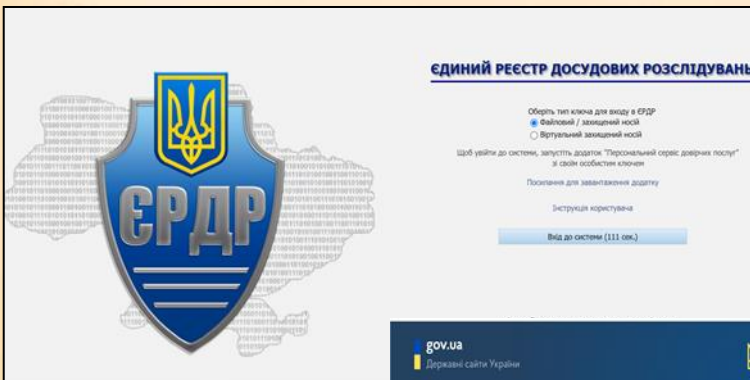 ЄРДР
ЄДИНИЙ РЕЄСТР ДОСУДОВИХ РОЗСЛІДУВАНЬ
Оберіть тип ключа для входу в ЄРДР
Файловий / захищений носій
Віртуальний захищений носій
Щоб увійти до системи, запустіть додаток "Персональний сервіс довірчих послуг"
зі своїм особистим ключем
Посилання для завантаження додатку
Інструкція користувача
Вхід до системи (111 сек.)
gov.ua
Державні сайти України